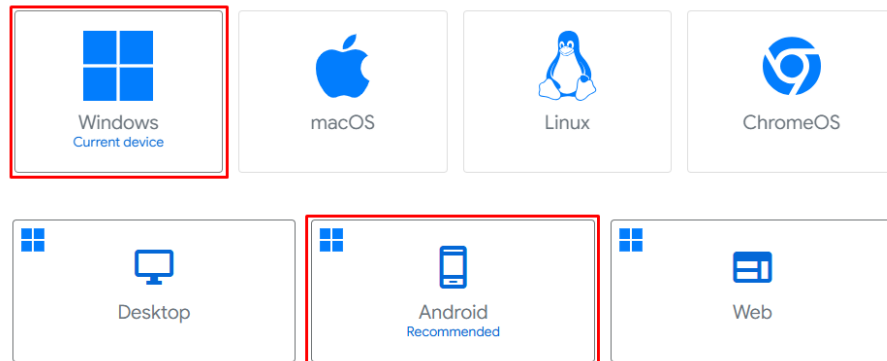 Windows
Current device
macOS
Linux
ChromeOS
Desktop
Android
Recommended
Web